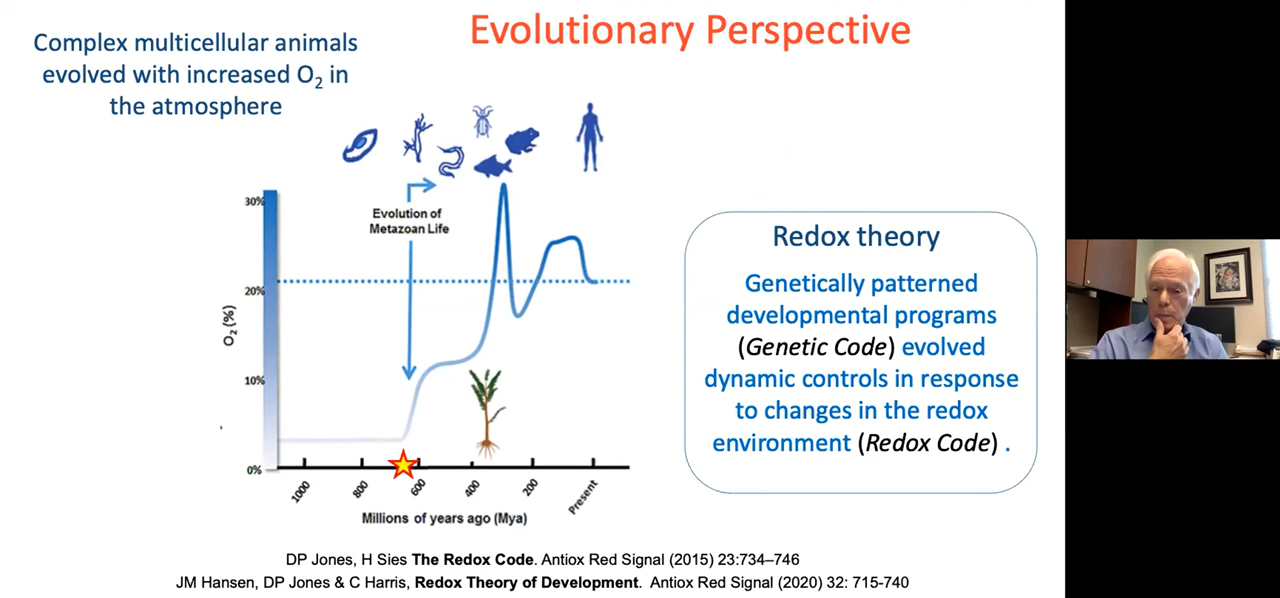 Evolutionary Perspective
Complex multicellular animals
evolved with increased O₂ in
the atmosphere
30%
20%
10%
0%
O₂ (%)
Evolution of
Metazoan Life
1000
800
600
400
200
Present
Millions of years ago (Mya)
Redox theory
Genetically patterned
developmental programs
(Genetic Code) evolved
dynamic controls in response
to changes in the redox
environment (Redox Code) .
DP Jones, H Sies The Redox Code. Antiox Red Signal (2015) 23:734–746
JM Hansen, DP Jones & C Harris, Redox Theory of Development. Antiox Red Signal (2020) 32: 715-740